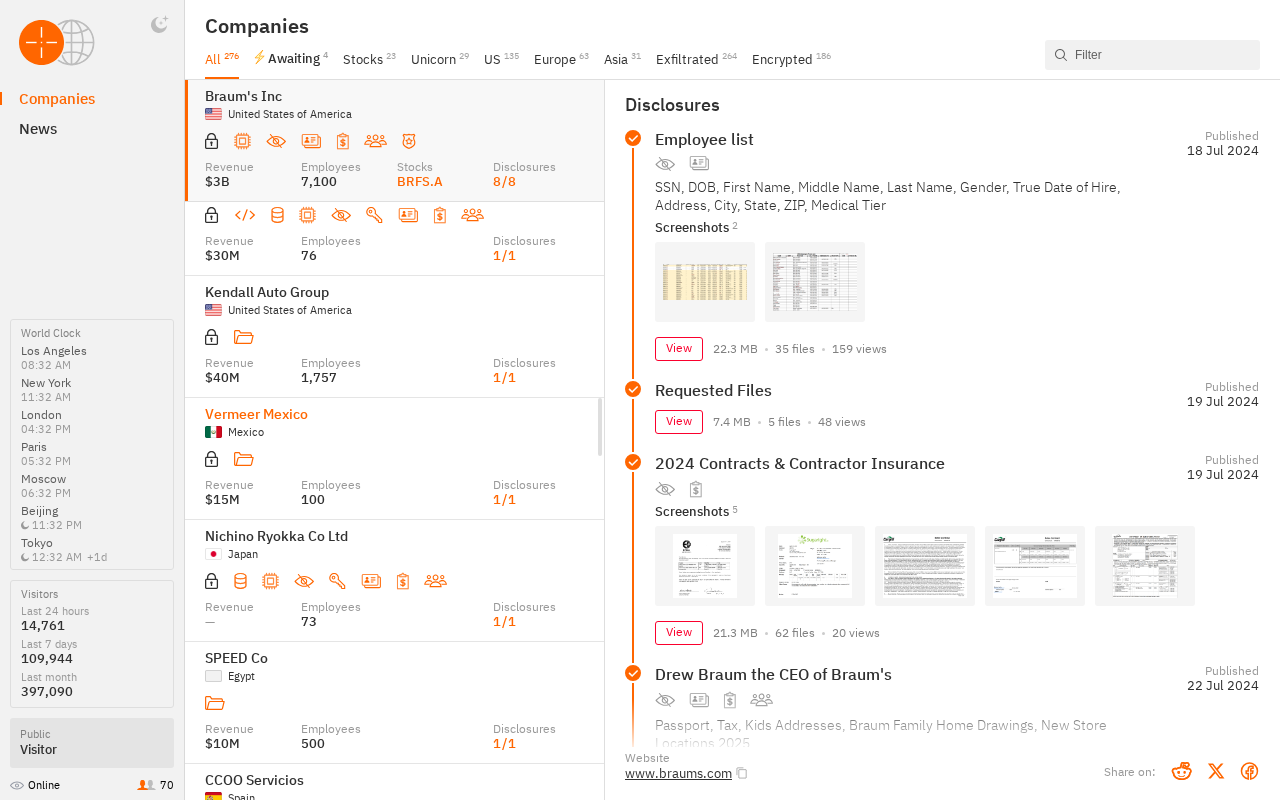 Companies
News
World Clock
Los Angeles
08:32 AM
New York
11:32 AM
London
04:32 PM
Paris
05:32 PM
Moscow
06:32 PM
Beijing
11:32 PM
Tokyo
12:32 AM +1d
Visitors
Last 24 hours
14,761
Last 7 days
109,944
Last month
397,090
Public
Visitor
Online 70
Companies
All 276 Awaiting 4 Stocks 23 Unicorn 29 US 135 Europe 63 Asia 31 Exfiltrated 264 Encrypted 186
Filter
Braum's Inc
United States of America
Revenue Employees Stocks Disclosures
$3B 7,100 BRFS.A 8/8
Revenue Employees Disclosures
$30M 76 1/1
Kendall Auto Group
United States of America
Revenue Employees Disclosures
$40M 1,757 1/1
Vermeer Mexico
Mexico
Revenue Employees Disclosures
$15M 100 1/1
Nichino Ryokka Co Ltd
Japan
Revenue Employees Disclosures
— 73 1/1
SPEED Co
Egypt
Revenue Employees Disclosures
$10M 500 1/1
CCOO Servicios
Spain
Disclosures
Employee list
Published
18 Jul 2024
SSN, DOB, First Name, Middle Name, Last Name, Gender, True Date of Hire,
Address, City, State, ZIP, Medical Tier
Screenshots 2
View 22.3 MB • 35 files • 159 views
Requested Files
Published
19 Jul 2024
View 7.4 MB • 5 files • 48 views
2024 Contracts & Contractor Insurance
Published
19 Jul 2024
Screenshots 5
View 21.3 MB • 62 files • 20 views
Drew Braum the CEO of Braum's
Published
22 Jul 2024
Passport, Tax, Kids Addresses, Braum Family Home Drawings, New Store
Locations 2025
Website
www.braums.com
Share on: